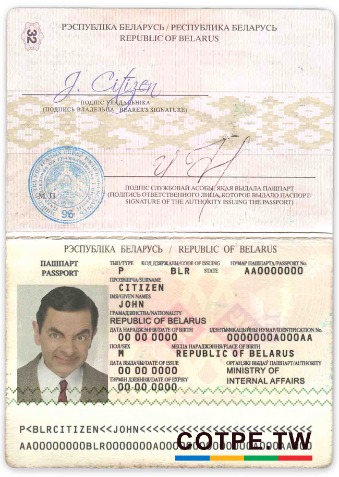 32
РЭСПУБЛІКА БЕЛАРУСЬ / РЕСПУБЛИКА БЕЛАРУСЬ
REPUBLIC OF BELARUS
J. Citizen
ПОДПІС УЛАДАЛЬНІКА
(ПОДПИСЬ ВЛАДЕЛЬЦА, BEARER'S SIGNATURE)
М.П.
96
ПОДПІС СЛУЖБОВАЙ АСОБЫ, ЯКАЯ ВЫДАЛА ПАШПАРТ
(ПОДПИСЬ ОТВЕТСТВЕННОГО ЛИЦА, КОТОРОЕ ВЫДАЛО ПАСПОРТ/
SIGNATURE OF THE AUTHORITY ISSUING THE PASSPORT)
РЭСПУБЛІКА БЕЛАРУСЬ / REPUBLIC OF BELARUS
ПАШПАРТ
PASSPORT
ТЫП/TYPE КОД ДЗЯРЖАВЫ/CODE OF ISSUING STATE НУМАР ПАШПАРТА/PASSPORT No.
P BLR AA0000000
ПРОЗВІШЧА/SURNAME
CITIZEN
ІМЯ/GIVEN NAMES
JOHN
ГРАМАДЗЯНСТВА/NATIONALITY
REPUBLIC OF BELARUS
ДАТА НАРАДЖЭННЯ/DATE OF BIRTH ІДЭНТЫФІКАЦЫЙНЫ НУМАР/IDENTITY No.
00 00 0000 0000000A000AA
ПОЛ/SEX МЕСЦА НАРАДЖЭННЯ/PLACE OF BIRTH
M REPUBLIC OF BELARUS
ДАТА ВЫДАЧЫ/DATE OF ISSUE ОРГАН, ЯКІ ВЫДАЎ ПАШПАРТ/AUTHORITY
00 00 0000 MINISTRY OF
ТЭРМІН ДЗЕЯННЯ/DATE OF EXPIRY INTERNAL AFFAIRS
00 00 0000
P<BLRCITIZEN<<JOHN<<<<<<<<<<<<<<
COTPE.TW